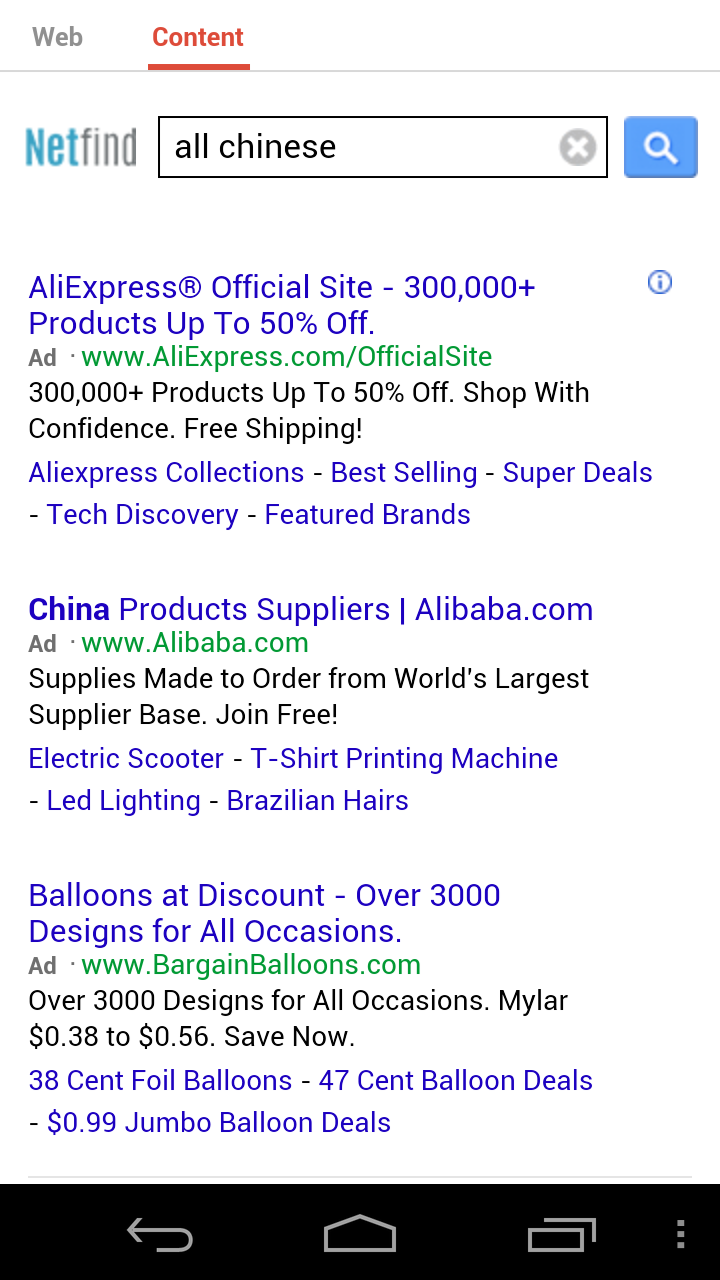 Web Content
Netfind all chinese
AliExpress® Official Site - 300,000+
Products Up To 50% Off.
Ad · www.AliExpress.com/OfficialSite
300,000+ Products Up To 50% Off. Shop With
Confidence. Free Shipping!
Aliexpress Collections - Best Selling - Super Deals
- Tech Discovery - Featured Brands
China Products Suppliers | Alibaba.com
Ad · www.Alibaba.com
Supplies Made to Order from World's Largest
Supplier Base. Join Free!
Electric Scooter - T-Shirt Printing Machine
- Led Lighting - Brazilian Hairs
Balloons at Discount - Over 3000
Designs for All Occasions.
Ad · www.BargainBalloons.com
Over 3000 Designs for All Occasions. Mylar
$0.38 to $0.56. Save Now.
38 Cent Foil Balloons - 47 Cent Balloon Deals
- $0.99 Jumbo Balloon Deals